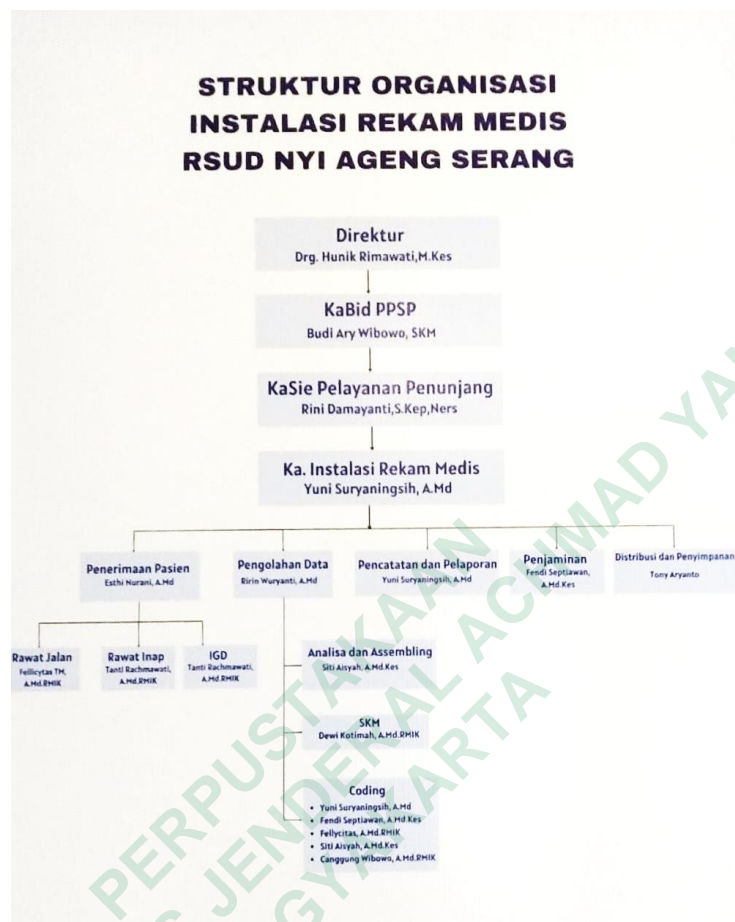 STRUKTUR ORGANISASI
INSTALASI REKAM MEDIS
RSUD NYI AGENG SERANG
Direktur
Drg. Hunik Rimawati,M.Kes
KaBid PPSP
Budi Ary Wibowo, SKM
KaSie Pelayanan Penunjang
Rini Damayanti,S.Kep,Ners
Ka. Instalasi Rekam Medis
Yuni Suryaningsih, A.Md
Penerimaan Pasien
Esthi Nurani, A.Md
Pengolahan Data
Ririn Wuryanti, A.Md
Pencatatan dan Pelaporan
Yuni Suryaningsih, A.Md
Penjaminan
Fendi Septiawan,
A.Md.Kes
Distribusi dan Penyimpanan
Tony Aryanto
Rawat Jalan
Fellicytas TM,
A.Md.RMIK
Rawat Inap
Tanti Rachmawati,
A.Md.RMIK
IGD
Tanti Rachmawati,
A.Md.RMIK
Analisa dan Assembling
Siti Aisyah, A.Md.Kes
SKM
Dewi Kotimah, A.Md.RMIK
Coding
• Yuni Suryaningsih, A.Md
• Fendi Septiawan, A.Md.Kes
• Fellycitas, A.Md.RMIK
• Siti Aisyah, A.Md.Kes
• Canggung Wibowo, A.Md.RMIK
PERPUSTAKAAN
JENDERAL ACHMAD